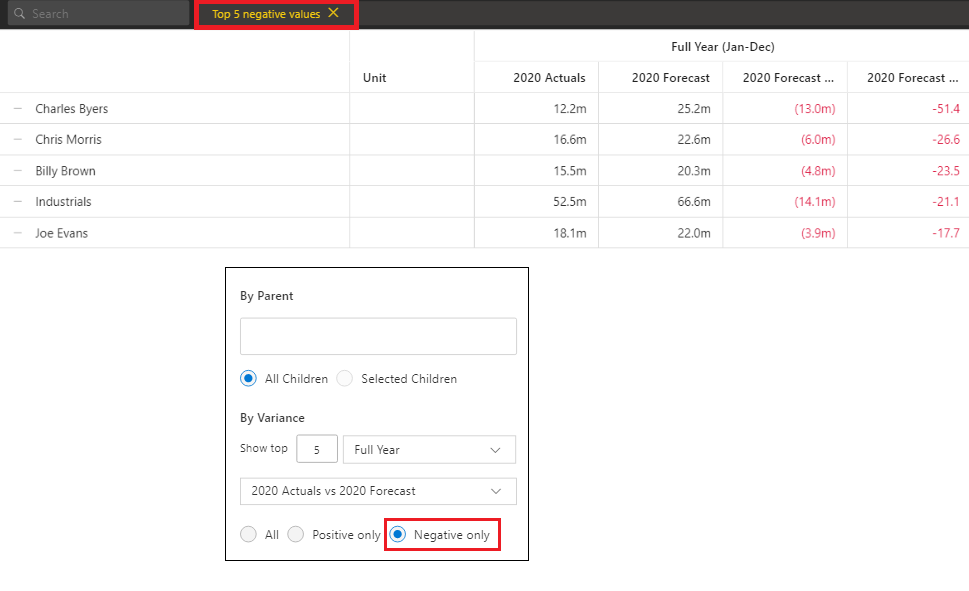 Search
Top 5 negative values
Full Year (Jan-Dec)
Unit 2020 Actuals 2020 Forecast 2020 Forecast ... 2020 Forecast ...
Charles Byers 12.2m 25.2m (13.0m) -51.4
Chris Morris 16.6m 22.6m (6.0m) -26.6
Billy Brown 15.5m 20.3m (4.8m) -23.5
Industrials 52.5m 66.6m (14.1m) -21.1
Joe Evans 18.1m 22.0m (3.9m) -17.7
By Parent
All Children Selected Children
By Variance
Show top 5 Full Year
2020 Actuals vs 2020 Forecast
All Positive only Negative only